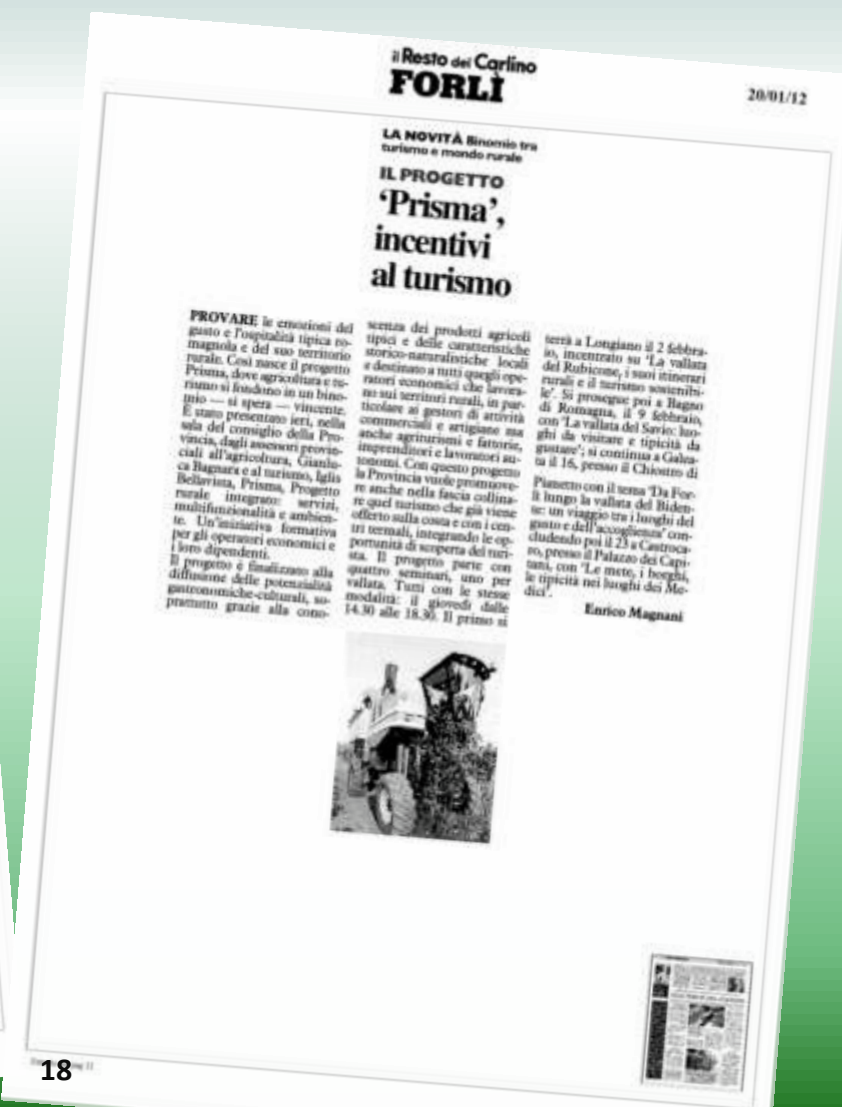 il Resto del Carlino
FORLÌ
20/01/12
LA NOVITÀ Binomio tra
turismo e mondo rurale
IL PROGETTO
‘Prisma’,
incentivi
al turismo
PROVARE le emozioni del
gusto e l'ospitalità tipica ro-
magnola e del suo territorio
rurale. Così nasce il progetto
Prisma, dove agricoltura e tu-
rismo si fondono in un bino-
mio — si spera — vincente.
È stato presentato ieri, nella
sala del consiglio della Pro-
vincia, dagli assessori provin-
ciali all'agricoltura, Gianlu-
ca Bagnara e al turismo, Iglis
Bellavista, Prisma, Progetto
rurale integrato: servizi,
multifunzionalità e ambien-
te. Un'iniziativa formativa
per gli operatori economici e
i loro dipendenti.
Il progetto è finalizzato alla
diffusione delle potenzialità
gastronomiche-culturali, so-
prattutto grazie alla cono-
scenza dei prodotti agricoli
tipici e delle caratteristiche
storico-naturalistiche locali
e destinato a tutti quegli ope-
ratori economici che lavora-
no sui territori rurali, in par-
ticolare ai gestori di attività
commerciali e artigiane ma
anche agriturismi e fattorie,
imprenditori e lavoratori au-
tonomi. Con questo progetto
la Provincia vuole promuove-
re anche nella fascia collina-
re quel turismo che già viene
offerto sulla costa e con i cen-
tri termali, integrando le op-
portunità di scoperta del turi-
sta. Il progetto parte con
quattro seminari, uno per
vallata. Tutti con le stesse
modalità: il giovedì dalle
14.30 alle 18.30. Il primo si
terrà a Longiano il 2 febbra-
io, incentrato su ‘La vallata
del Rubicone, i suoi itinerari
rurali e il turismo sostenibi-
le’. Si prosegue poi a Bagno
di Romagna, il 9 febbraio,
con ‘La vallata del Savio: luo-
ghi da visitare e tipicità da
gustare’; si continua a Galea-
ta il 16, presso il Chiostro di
Pianetto con il tema ‘Da For-
lì lungo la vallata del Biden-
te: un viaggio tra i luoghi del
gusto e dell'accoglienza’ con-
cludendo poi il 23 a Castroca-
ro, presso il Palazzo dei Capi-
tani, con ‘Le mete, i borghi,
le tipicità nei luoghi dei Me-
dici’.
Enrico Magnani
18